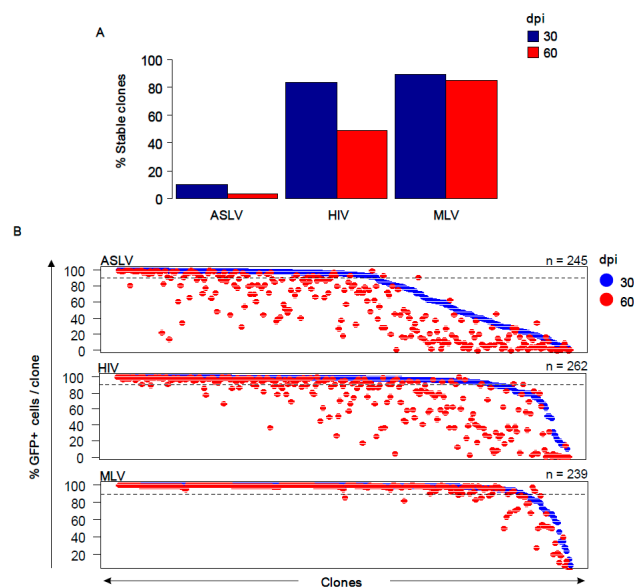 A
dpi
30
60
% Stable clones
100
80
60
40
20
0
ASLV
HIV
MLV
B
ASLV
n = 245
dpi
30
60
100
80
60
40
20
0
HIV
n = 262
100
80
60
40
20
0
% GFP+ cells / clone
MLV
n = 239
100
80
60
40
20
Clones